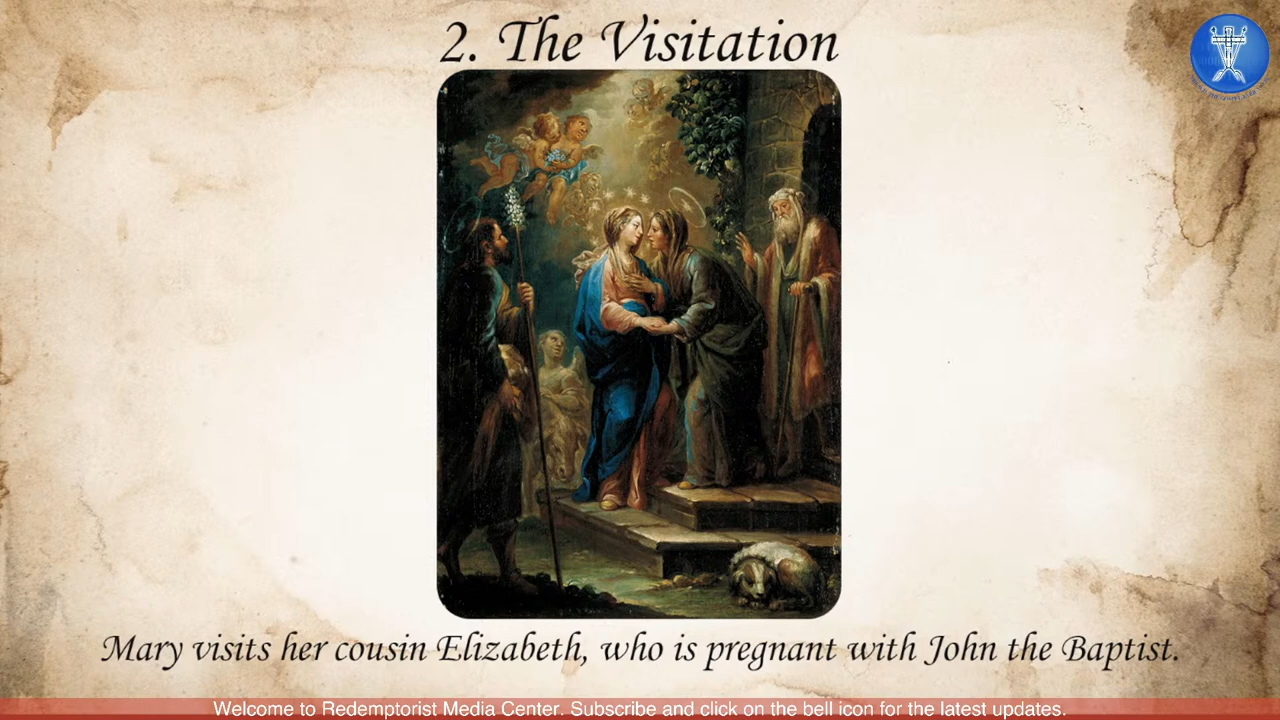 2. The Visitation
Mary visits her cousin Elizabeth, who is pregnant with John the Baptist.
Welcome to Redemptorist Media Center. Subscribe and click on the bell icon for the latest updates.